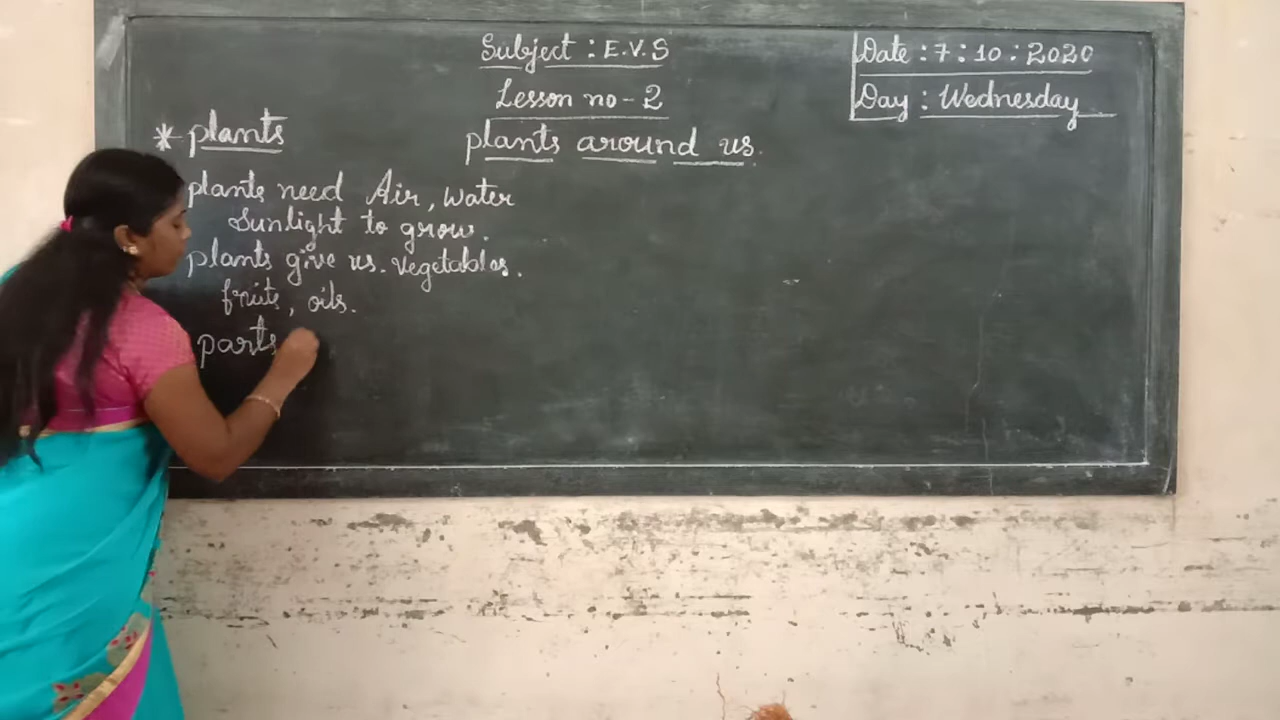 Subject : E.V.S
Date : 7 : 10 : 2020
Lesson no - 2
Day : Wednesday
* plants
plants around us.
plants need Air, water
Sunlight to grow.
plants give us. vegetables.
fruits, oils.
parts